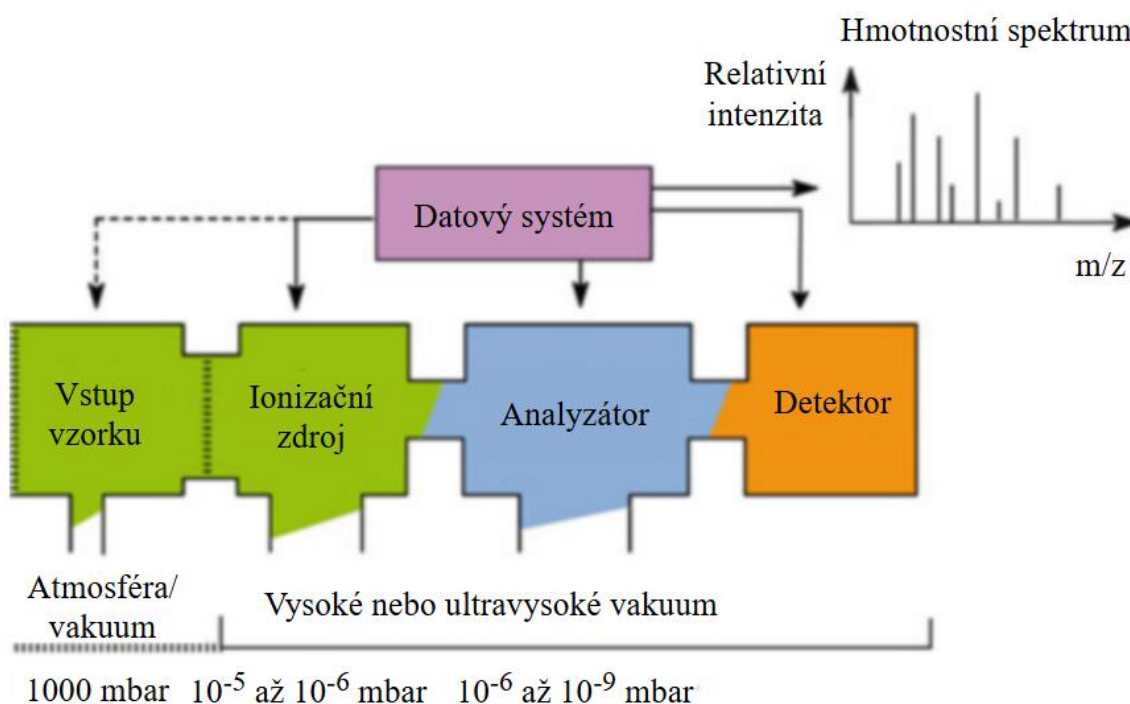 Hmotnostní spektrum
Relativní
intenzita
m/z
Datový systém
Vstup
vzorku
Ionizační
zdroj
Analyzátor
Detektor
Atmosféra/
vakuum
Vysoké nebo ultravysoké vakuum
1000 mbar 10⁻⁵ až 10⁻⁶ mbar 10⁻⁶ až 10⁻⁹ mbar